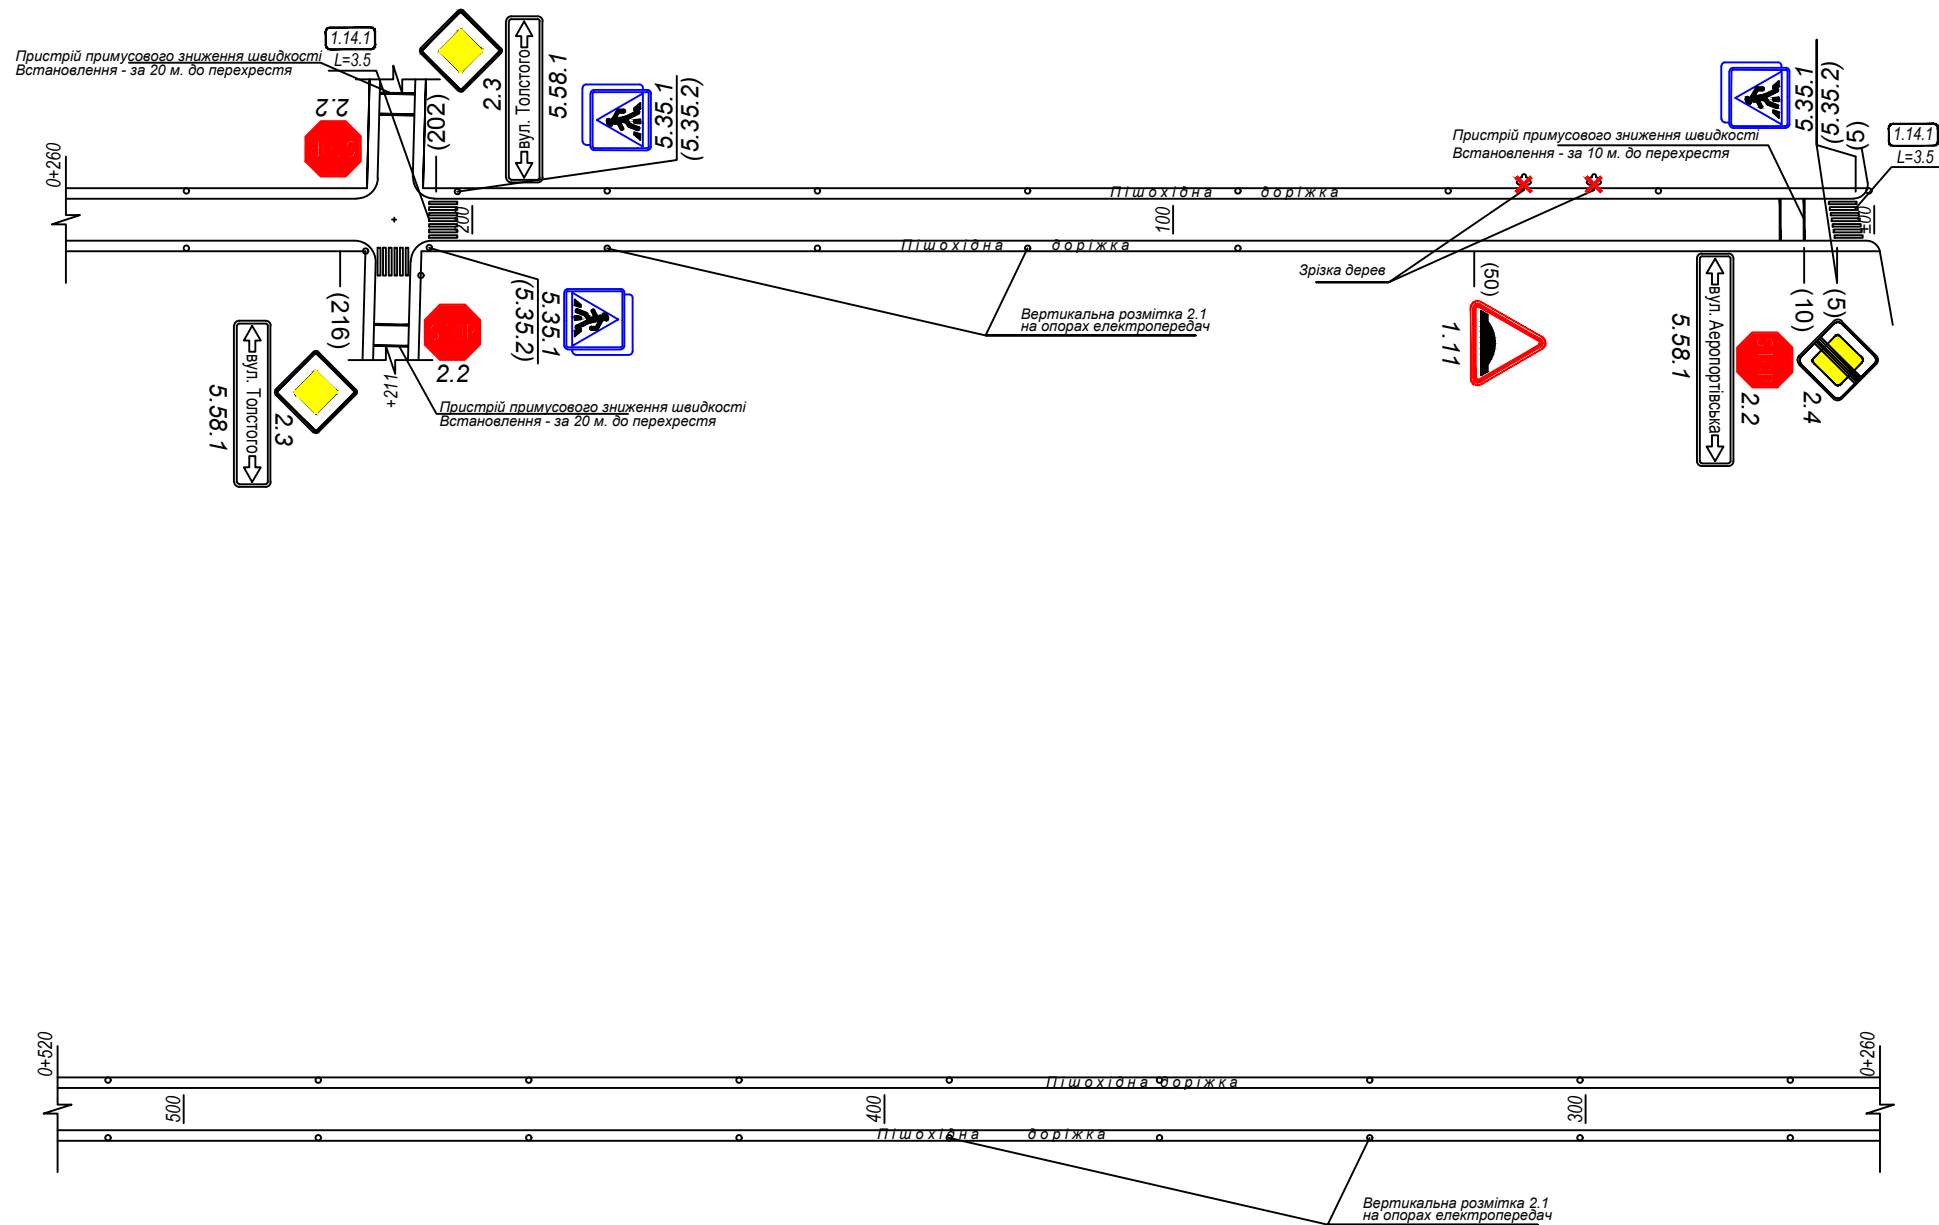 Пристрій примусового зниження швидкості
Встановлення - за 20 м. до перехрестя
1.14.1
L=3.5
2.2
STOP
(202)
2.3
вул. Толстого
5.58.1
5.35.1
(5.35.2)
0+260
200
Пішохідна доріжка
100
Пристрій примусового зниження швидкості
Встановлення - за 10 м. до перехрестя
5.35.1
(5.35.2)
(5)
1.14.1
L=3.5
±00
Пішохідна доріжка
Зрізка дерев
(216)
вул. Толстого
5.58.1
2.3
+211
STOP
2.2
Пристрій примусового зниження швидкості
Встановлення - за 20 м. до перехрестя
5.35.1
(5.35.2)
Вертикальна розмітка 2.1
на опорах електропередач
(50)
1.11
5.58.1
вул. Аеропортівська
STOP
2.2
(10)
(5)
2.4
0+520
500
400
300
0+260
Пішохідна доріжка
Пішохідна доріжка
Вертикальна розмітка 2.1
на опорах електропередач